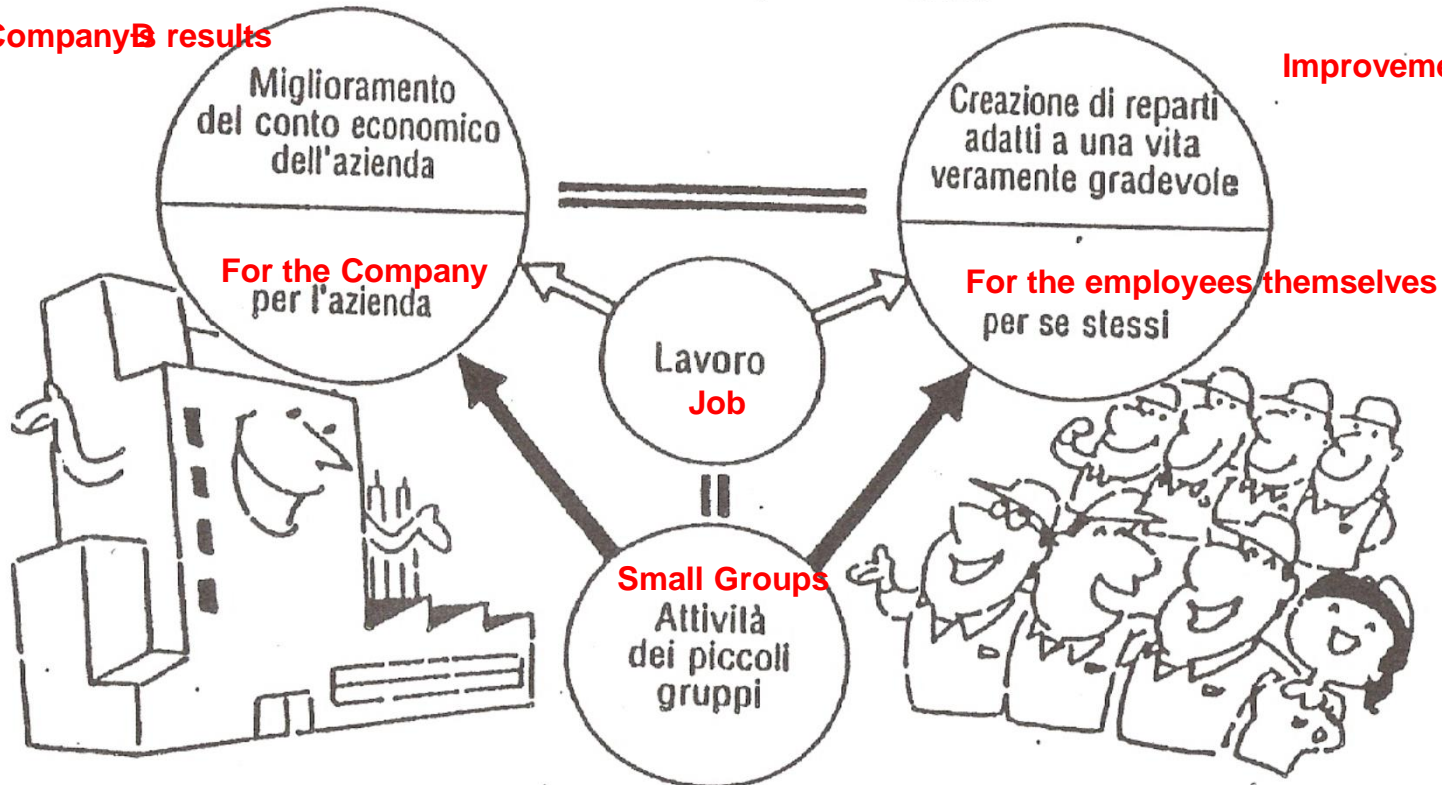 results
Miglioramento
del conto economico
dell'azienda
For the Company
per l'azienda
Creazione di reparti
adatti a una vita
veramente gradevole
For the employees themselves
per se stessi
Lavoro
Job
Small Groups
Attività
dei piccoli
gruppi